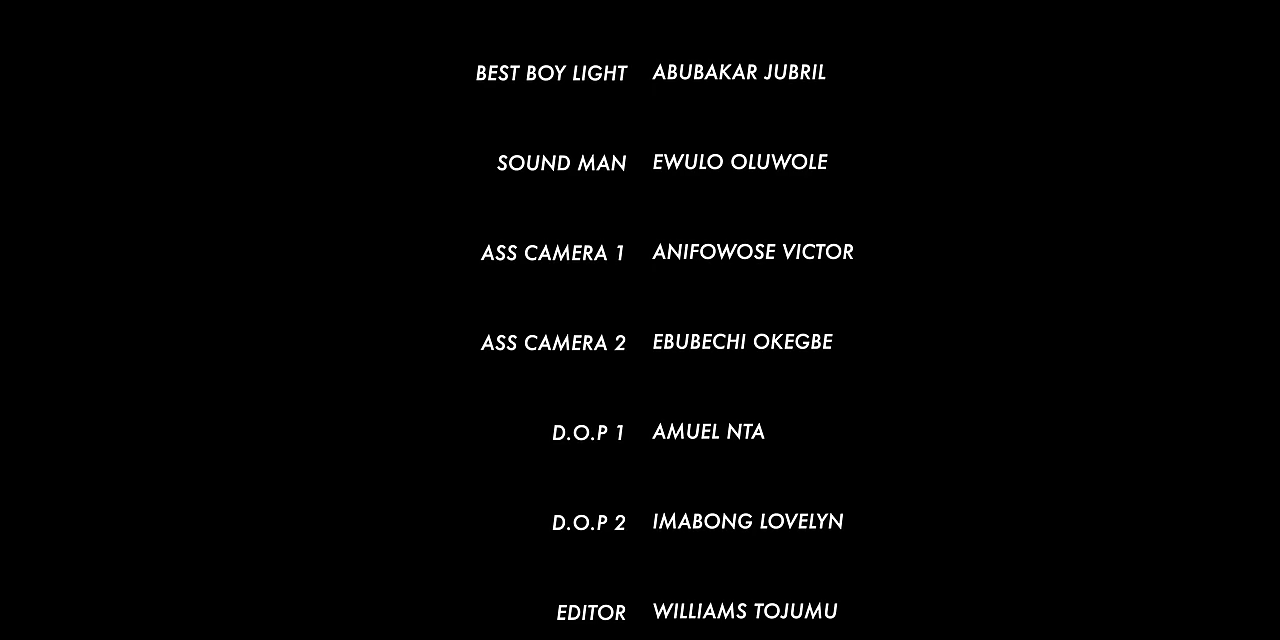 BEST BOY LIGHT ABUBAKAR JUBRIL
SOUND MAN EWULO OLUWOLE
ASS CAMERA 1 ANIFOWOSE VICTOR
ASS CAMERA 2 EBUBECHI OKEGBE
D.O.P 1 AMUEL NTA
D.O.P 2 IMABONG LOVELYN
EDITOR WILLIAMS TOJUMU